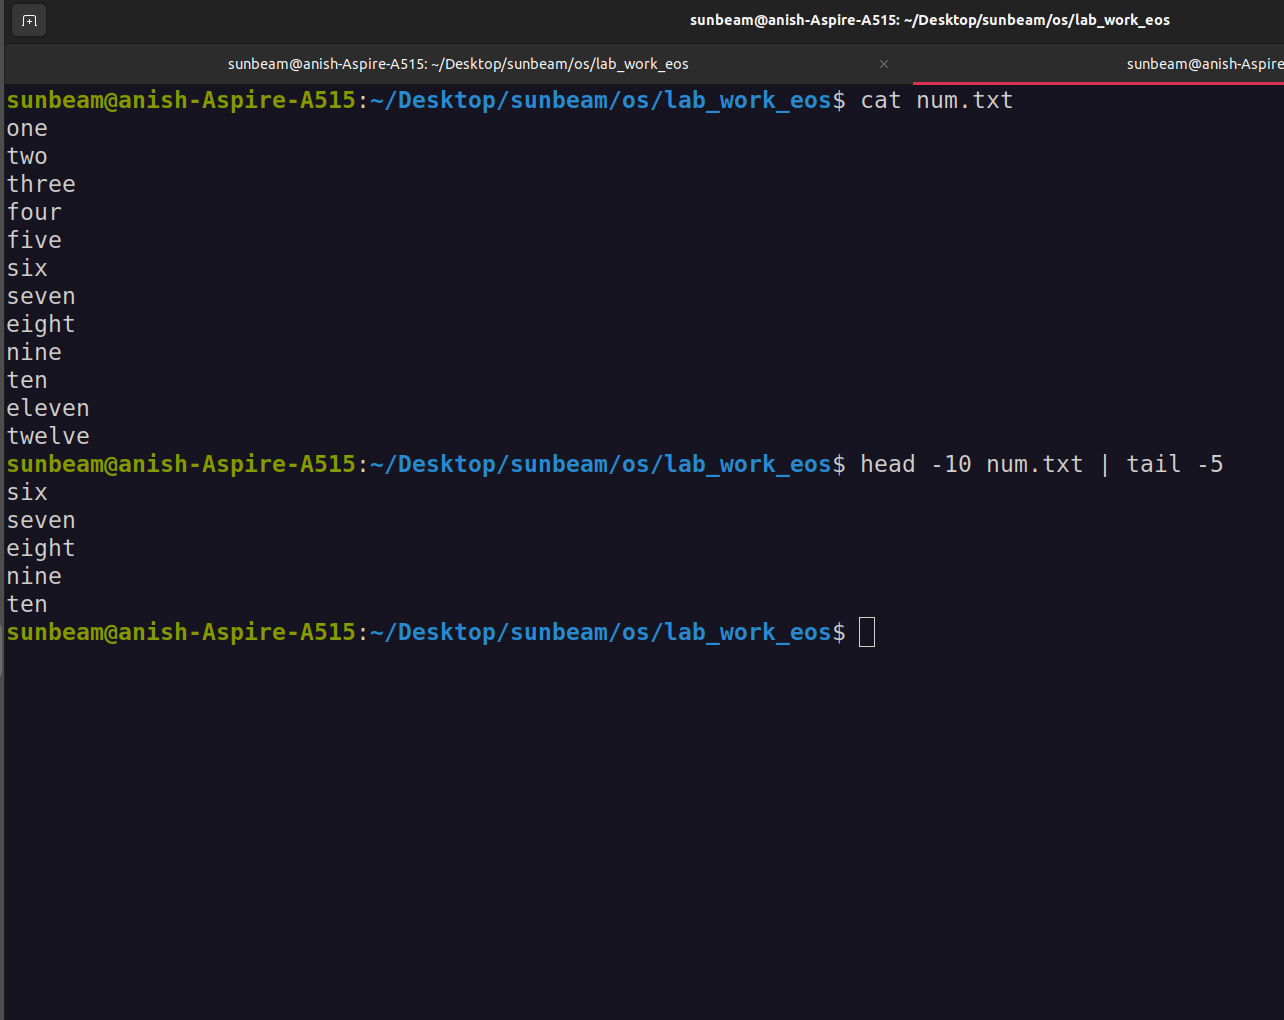 sunbeam@anish-Aspire-A515: ~/Desktop/sunbeam/os/lab_work_eos
sunbeam@anish-Aspire-A515: ~/Desktop/sunbeam/os/lab_work_eos × sunbeam@anish-Aspire
sunbeam@anish-Aspire-A515:~/Desktop/sunbeam/os/lab_work_eos$ cat num.txt
one
two
three
four
five
six
seven
eight
nine
ten
eleven
twelve
sunbeam@anish-Aspire-A515:~/Desktop/sunbeam/os/lab_work_eos$ head -10 num.txt | tail -5
six
seven
eight
nine
ten
sunbeam@anish-Aspire-A515:~/Desktop/sunbeam/os/lab_work_eos$